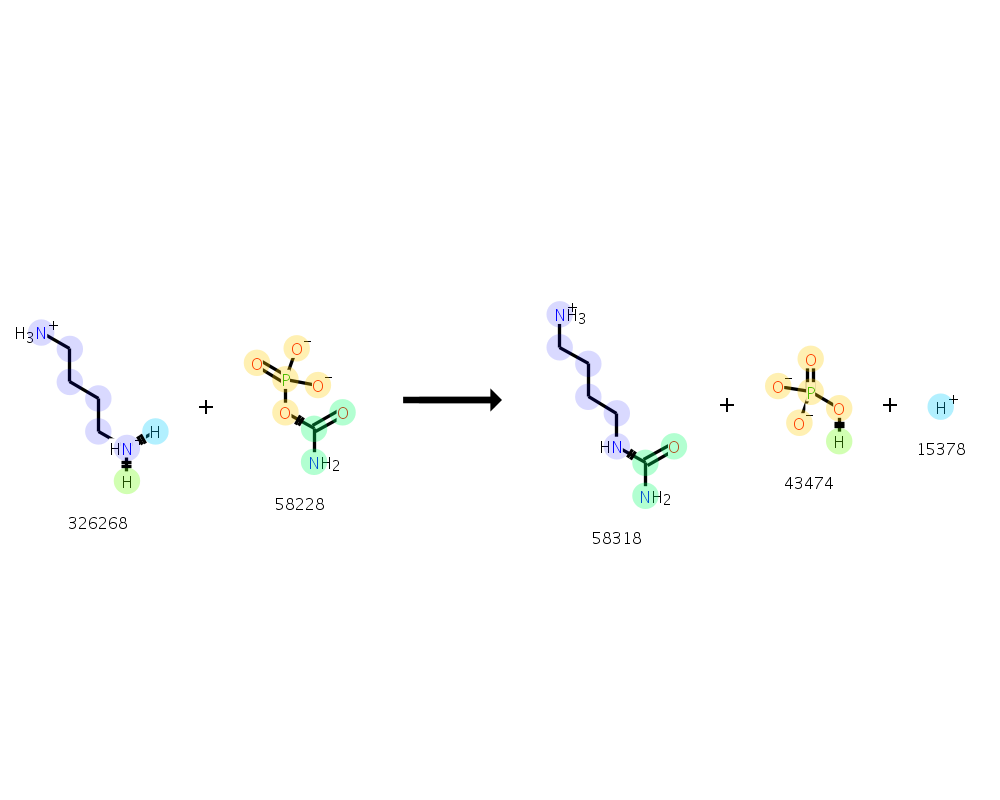 H3N+
HN+
H
H
326268
+
O
O−
P
O−
O
O
NH2
58228
NH3+
HN
O
NH2
58318
+
O
O−
P
O
O−
H
43474
+
H+
15378